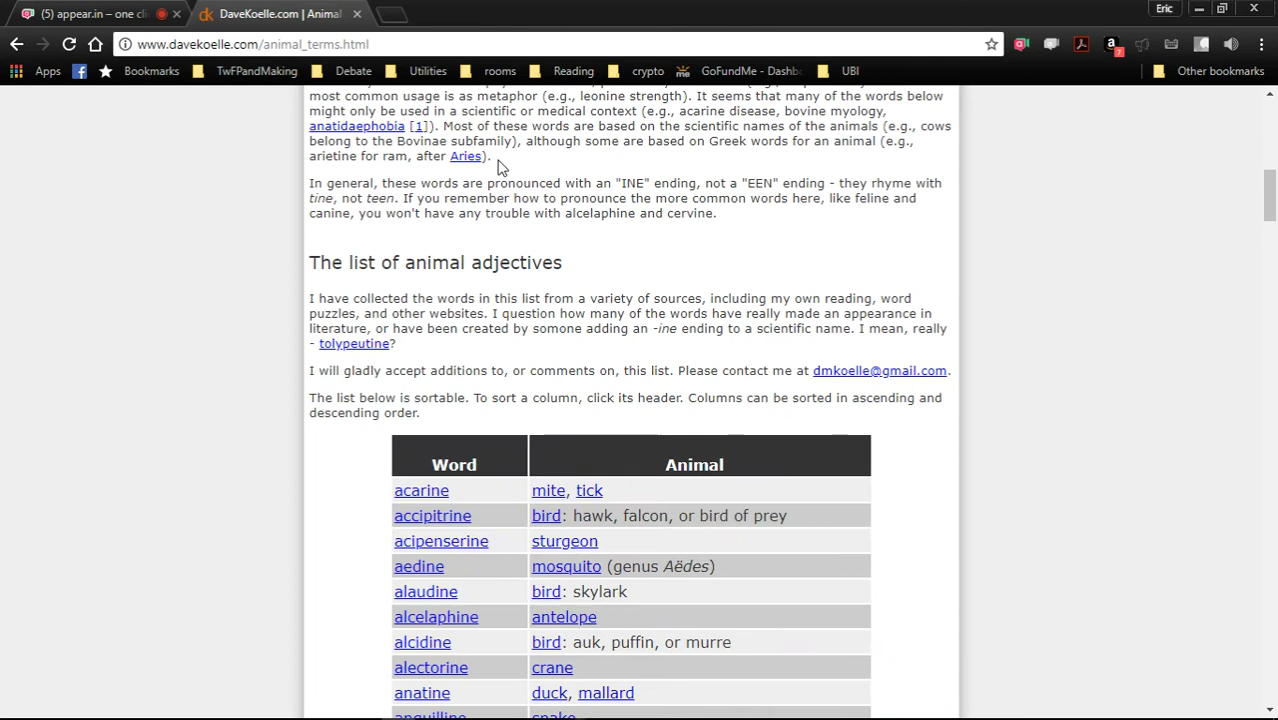 (5) appear.in – one cli
DaveKoelle.com | Animal
Eric
www.davekoelle.com/animal_terms.html
7
Apps Bookmarks TwFPandMaking Debate Utilities rooms Reading crypto me GoFundMe - Dashbo UBI Other bookmarks
most common usage is as metaphor (e.g., leonine strength). It seems that many of the words below
might only be used in a scientific or medical context (e.g., acarine disease, bovine myology,
anatidaephobia [1]). Most of these words are based on the scientific names of the animals (e.g., cows
belong to the Bovinae subfamily), although some are based on Greek words for an animal (e.g.,
arietine for ram, after Aries).
In general, these words are pronounced with an "INE" ending, not a "EEN" ending - they rhyme with
tine, not teen. If you remember how to pronounce the more common words here, like feline and
canine, you won't have any trouble with alcelaphine and cervine.
The list of animal adjectives
I have collected the words in this list from a variety of sources, including my own reading, word
puzzles, and other websites. I question how many of the words have really made an appearance in
literature, or have been created by somone adding an -ine ending to a scientific name. I mean, really
- tolypeutine?
I will gladly accept additions to, or comments on, this list. Please contact me at dmkoelle@gmail.com.
The list below is sortable. To sort a column, click its header. Columns can be sorted in ascending and
descending order.
Word Animal
acarine mite, tick
accipitrine bird: hawk, falcon, or bird of prey
acipenserine sturgeon
aedine mosquito (genus Aëdes)
alaudine bird: skylark
alcelaphine antelope
alcidine bird: auk, puffin, or murre
alectorine crane
anatine duck, mallard
anguilline snake